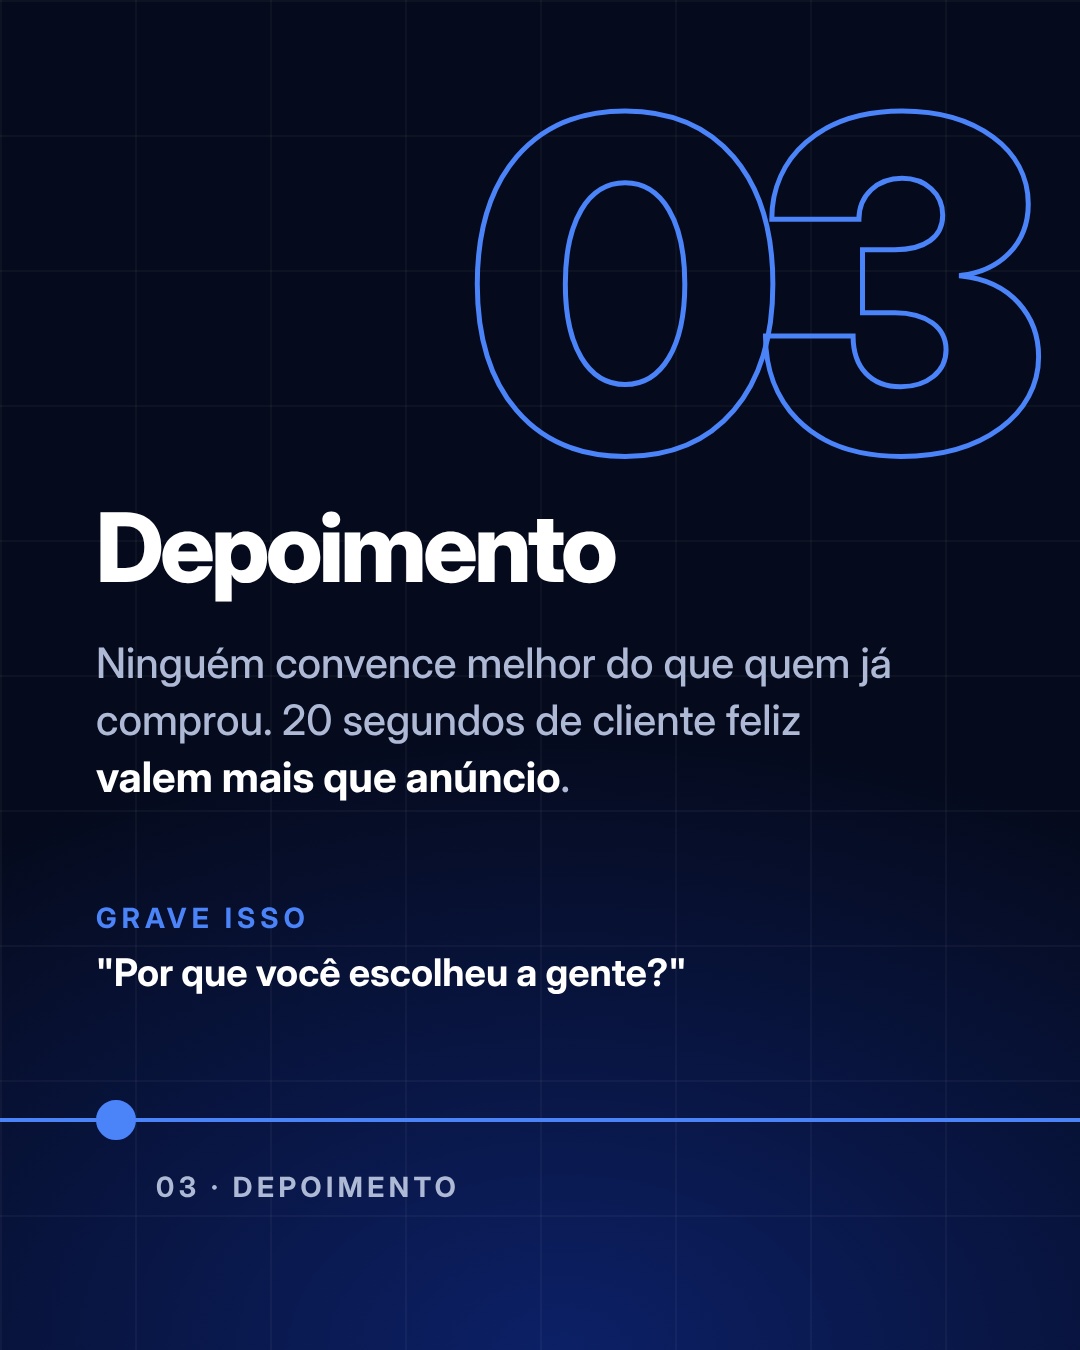 03
Depoimento
Ninguém convence melhor do que quem já
comprou. 20 segundos de cliente feliz
valem mais que anúncio.
GRAVE ISSO
"Por que você escolheu a gente?"
03 · DEPOIMENTO